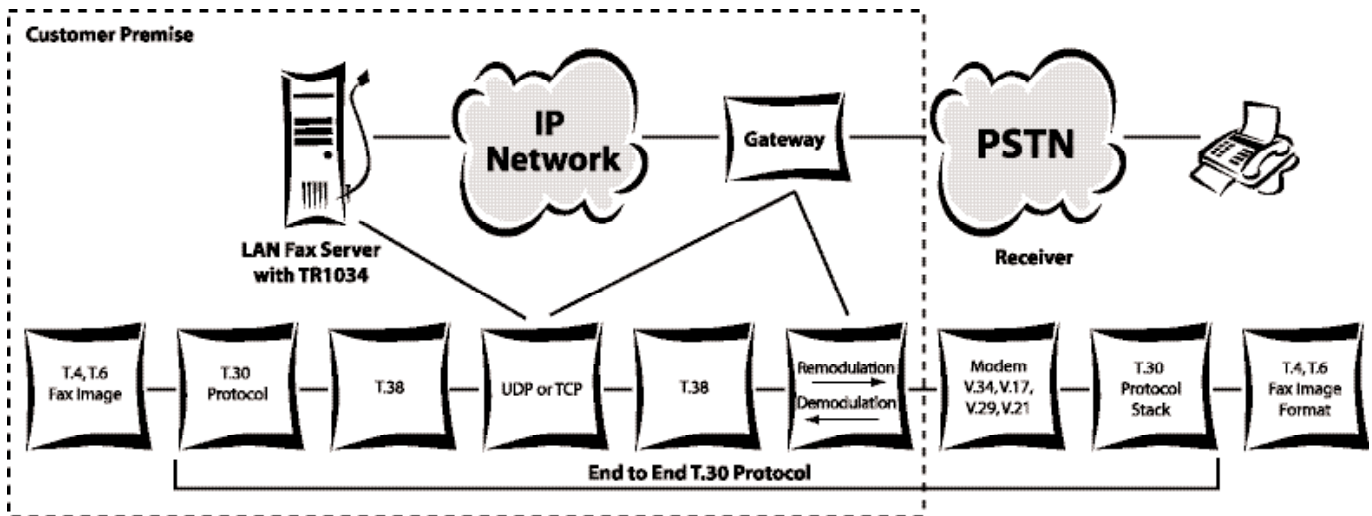 Customer Premise
IP
Network
Gateway
PSTN
LAN Fax Server
with TR1034
Receiver
T.4, T.6
Fax Image
T.30
Protocol
T.38
UDP or TCP
T.38
Remodulation
Demodulation
Modem
V.34, V.17,
V.29, V.21
T.30
Protocol
Stack
T.4, T.6
Fax Image
Format
End to End T.30 Protocol